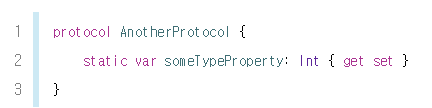 1 protocol AnotherProtocol {
2     static var someTypeProperty: Int { get set }
3 }